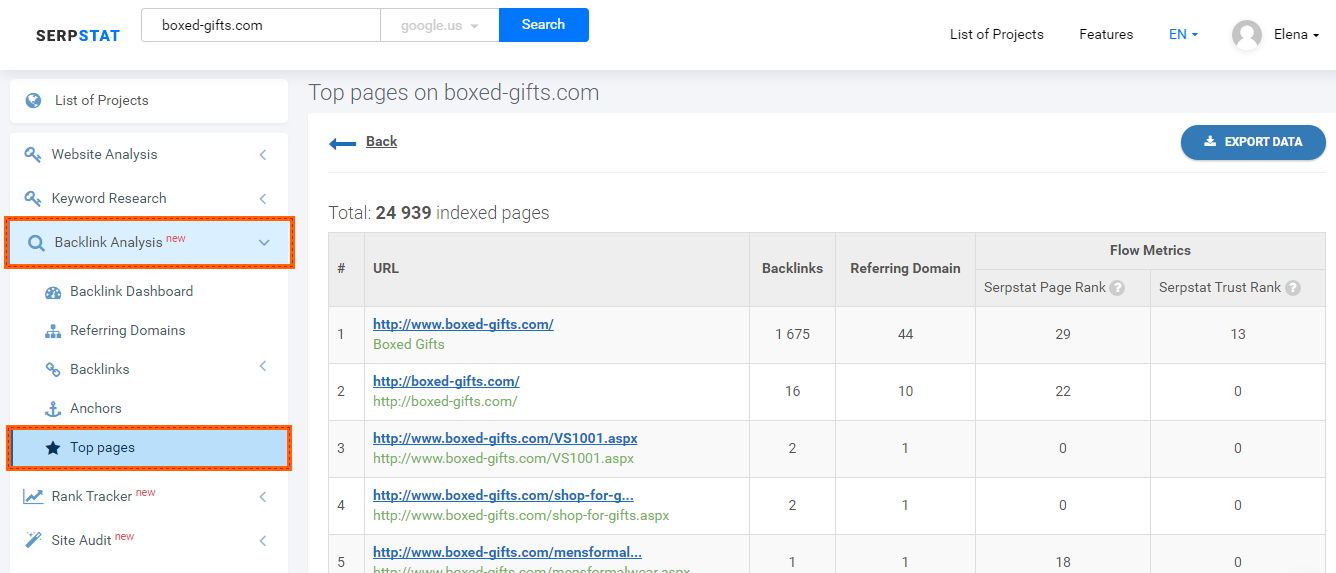 SERPSTAT
boxed-gifts.com
google.us
Search
List of Projects
Features
EN
Elena
List of Projects
Website Analysis
Keyword Research
Backlink Analysis new
Backlink Dashboard
Referring Domains
Backlinks
Anchors
Top pages
Rank Tracker new
Site Audit new
Top pages on boxed-gifts.com
Back
EXPORT DATA
Total: 24 939 indexed pages
# URL Backlinks Referring Domain Flow Metrics
Serpstat Page Rank ? Serpstat Trust Rank ?
1 http://www.boxed-gifts.com/ 1 675 44 29 13
Boxed Gifts
2 http://boxed-gifts.com/ 16 10 22 0
http://boxed-gifts.com/
3 http://www.boxed-gifts.com/VS1001.aspx 2 1 0 0
http://www.boxed-gifts.com/VS1001.aspx
4 http://www.boxed-gifts.com/shop-for-g... 2 1 0 0
http://www.boxed-gifts.com/shop-for-gifts.aspx
5 http://www.boxed-gifts.com/mensformal... 1 1 18 0
http://www.boxed-gifts.com/mensformalwear.aspx